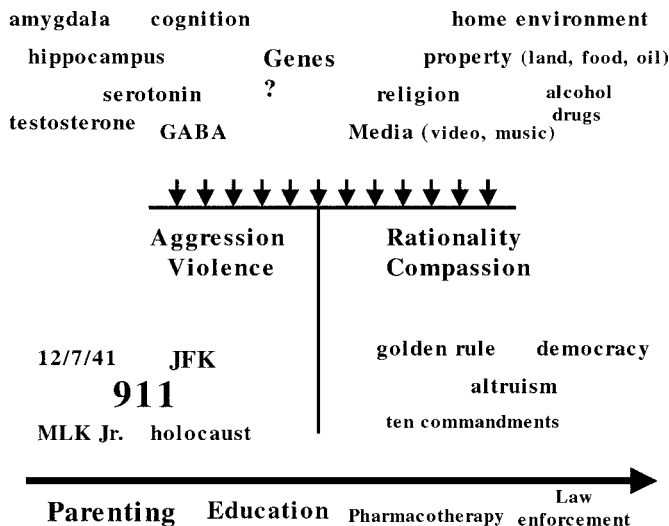 amygdala cognition home environment
hippocampus Genes property (land, food, oil)
serotonin ? religion alcohol
testosterone GABA Media (video, music) drugs
Aggression Rationality
Violence Compassion
12/7/41 JFK golden rule democracy
911 altruism
MLK Jr. holocaust ten commandments
Parenting Education Pharmacotherapy Law
enforcement